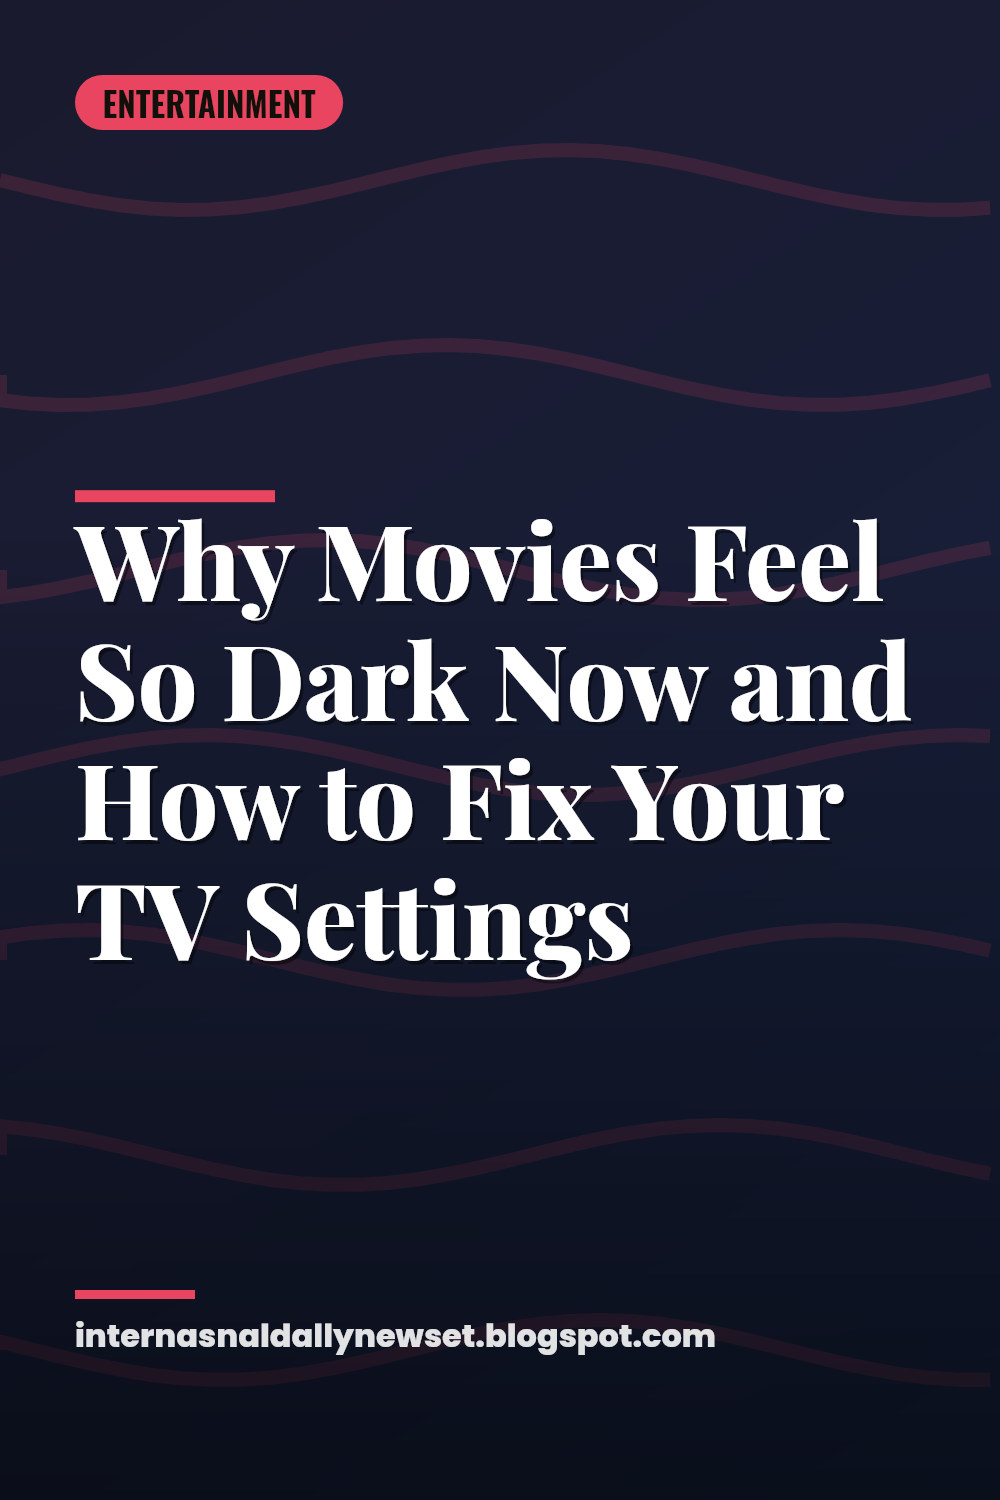 ENTERTAINMENT
Why Movies Feel
So Dark Now and
How to Fix Your
TV Settings
internasnaldallynewset.blogspot.com